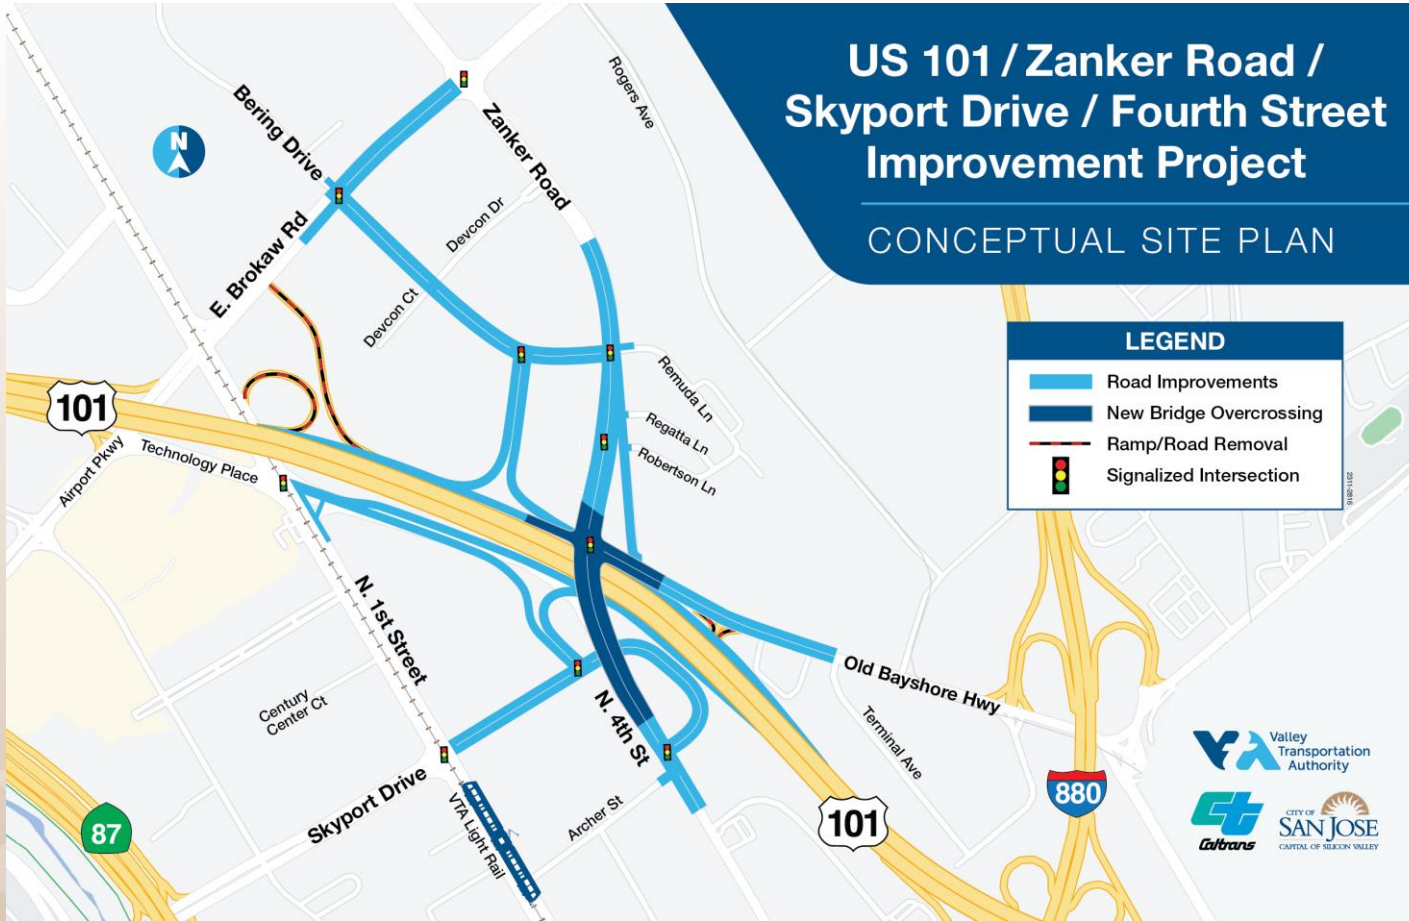 US 101 / Zanker Road /
Skyport Drive / Fourth Street
Improvement Project
CONCEPTUAL SITE PLAN
LEGEND
Road Improvements
New Bridge Overcrossing
Ramp/Road Removal
Signalized Intersection
2311-2816
N
Bering Drive
Zanker Road
Rogers Ave
E. Brokaw Rd
Devcon Dr
Devcon Ct
Remuda Ln
Regatta Ln
Robertson Ln
101
Airport Pkwy
Technology Place
N. 1st Street
Century
Center Ct
Skyport Drive
VTA Light Rail
N. 4th St
Archer St
Old Bayshore Hwy
Terminal Ave
101
880
87
Valley
Transportation
Authority
Caltrans
CITY OF
SAN JOSE
CAPITAL OF SILICON VALLEY